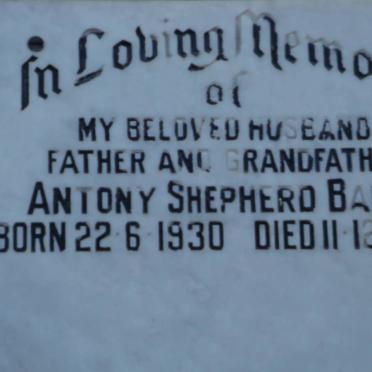 In Loving Memo
of
MY BELOVED HUSBAND
FATHER AND GRANDFATH
ANTONY SHEPHERD BA
BORN 22·6·1930 DIED 11·12